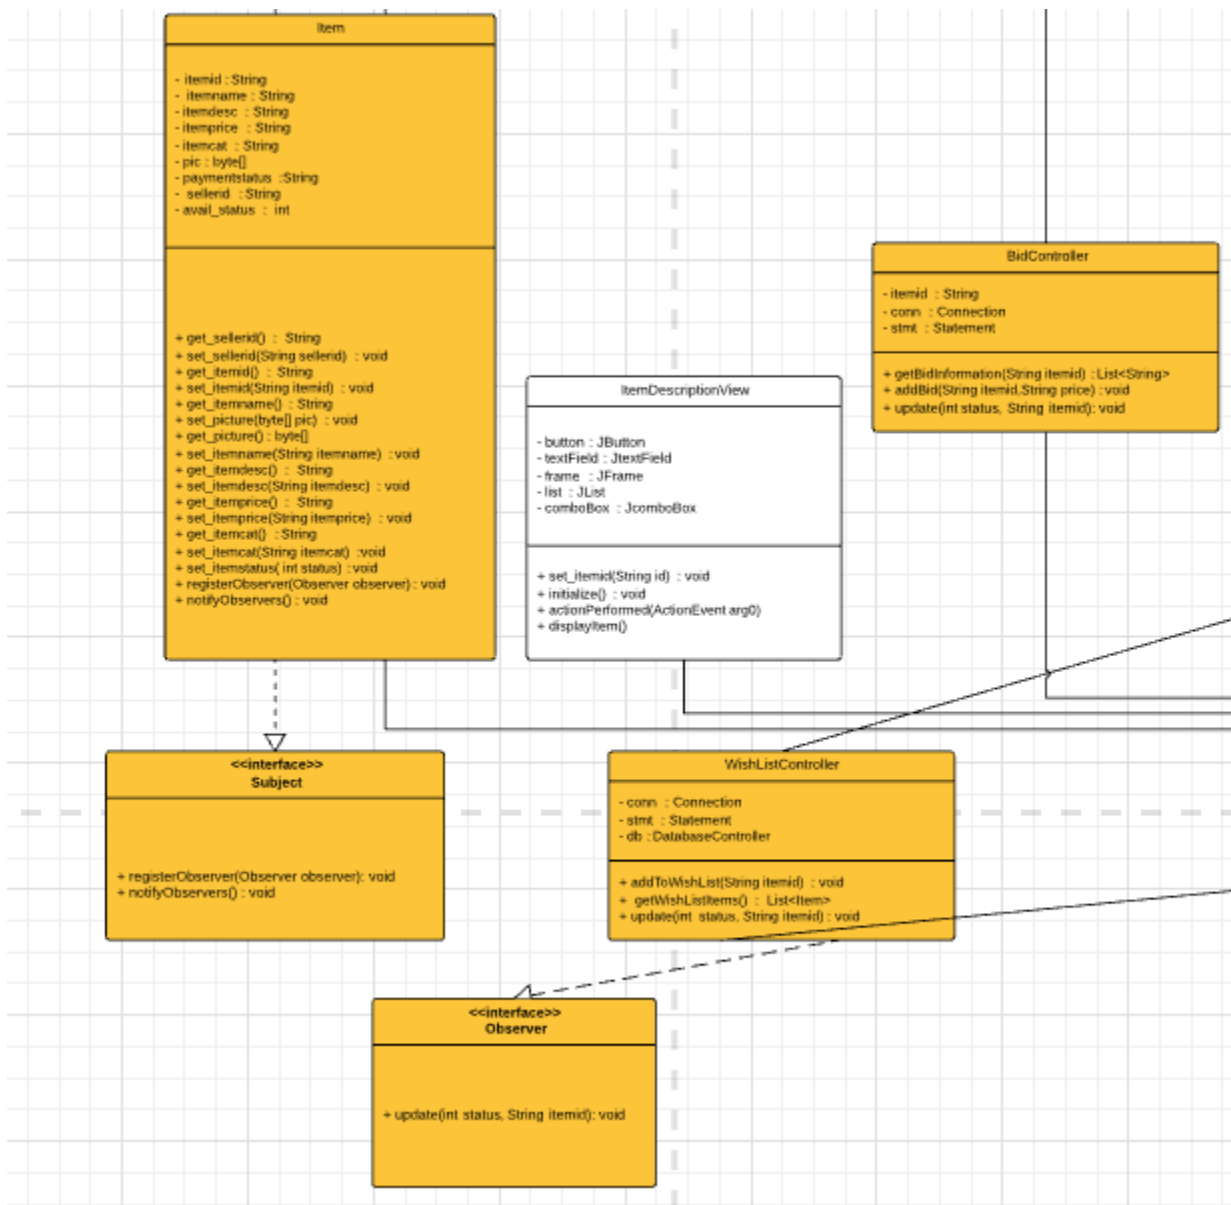 Item
- itemid : String
- itemname : String
- itemdesc : String
- itemprice : String
- itemcat : String
- pic : byte[]
- paymentstatus :String
- sellerid : String
- avail_status : int
+ get_sellerid() : String
+ set_sellerid(String sellerid) : void
+ get_itemid() : String
+ set_itemid(String itemid) : void
+ get_itemname() : String
+ set_picture(byte[] pic) : void
+ get_picture() : byte[]
+ set_itemname(String itemname) : void
+ get_itemdesc() : String
+ set_itemdesc(String itemdesc) : void
+ get_itemprice() : String
+ set_itemprice(String itemprice) : void
+ get_itemcat() : String
+ set_itemcat(String itemcat) :void
+ set_itemstatus( int status) : void
+ registerObserver(Observer observer) : void
+ notifyObservers() : void
BidController
- itemid : String
- conn : Connection
- stmt : Statement
+ getBidInformation(String itemid) : List<String>
+ addBid(String itemid,String price) : void
+ update(int status, String itemid): void
ItemDescriptionView
- button : JButton
- textField : JtextField
- frame : JFrame
- list : JList
- comboBox : JcomboBox
+ set_itemid(String id) : void
+ initialize() : void
+ actionPerformed(ActionEvent arg0)
+ displayItem()
<<interface>>
Subject
+ registerObserver(Observer observer): void
+ notifyObservers() : void
WishListController
- conn : Connection
- stmt : Statement
- db : DatabaseController
+ addToWishList(String itemid) : void
+ getWishListItems() : List<Item>
+ update(int status, String itemid) : void
<<interface>>
Observer
+ update(int status, String itemid): void